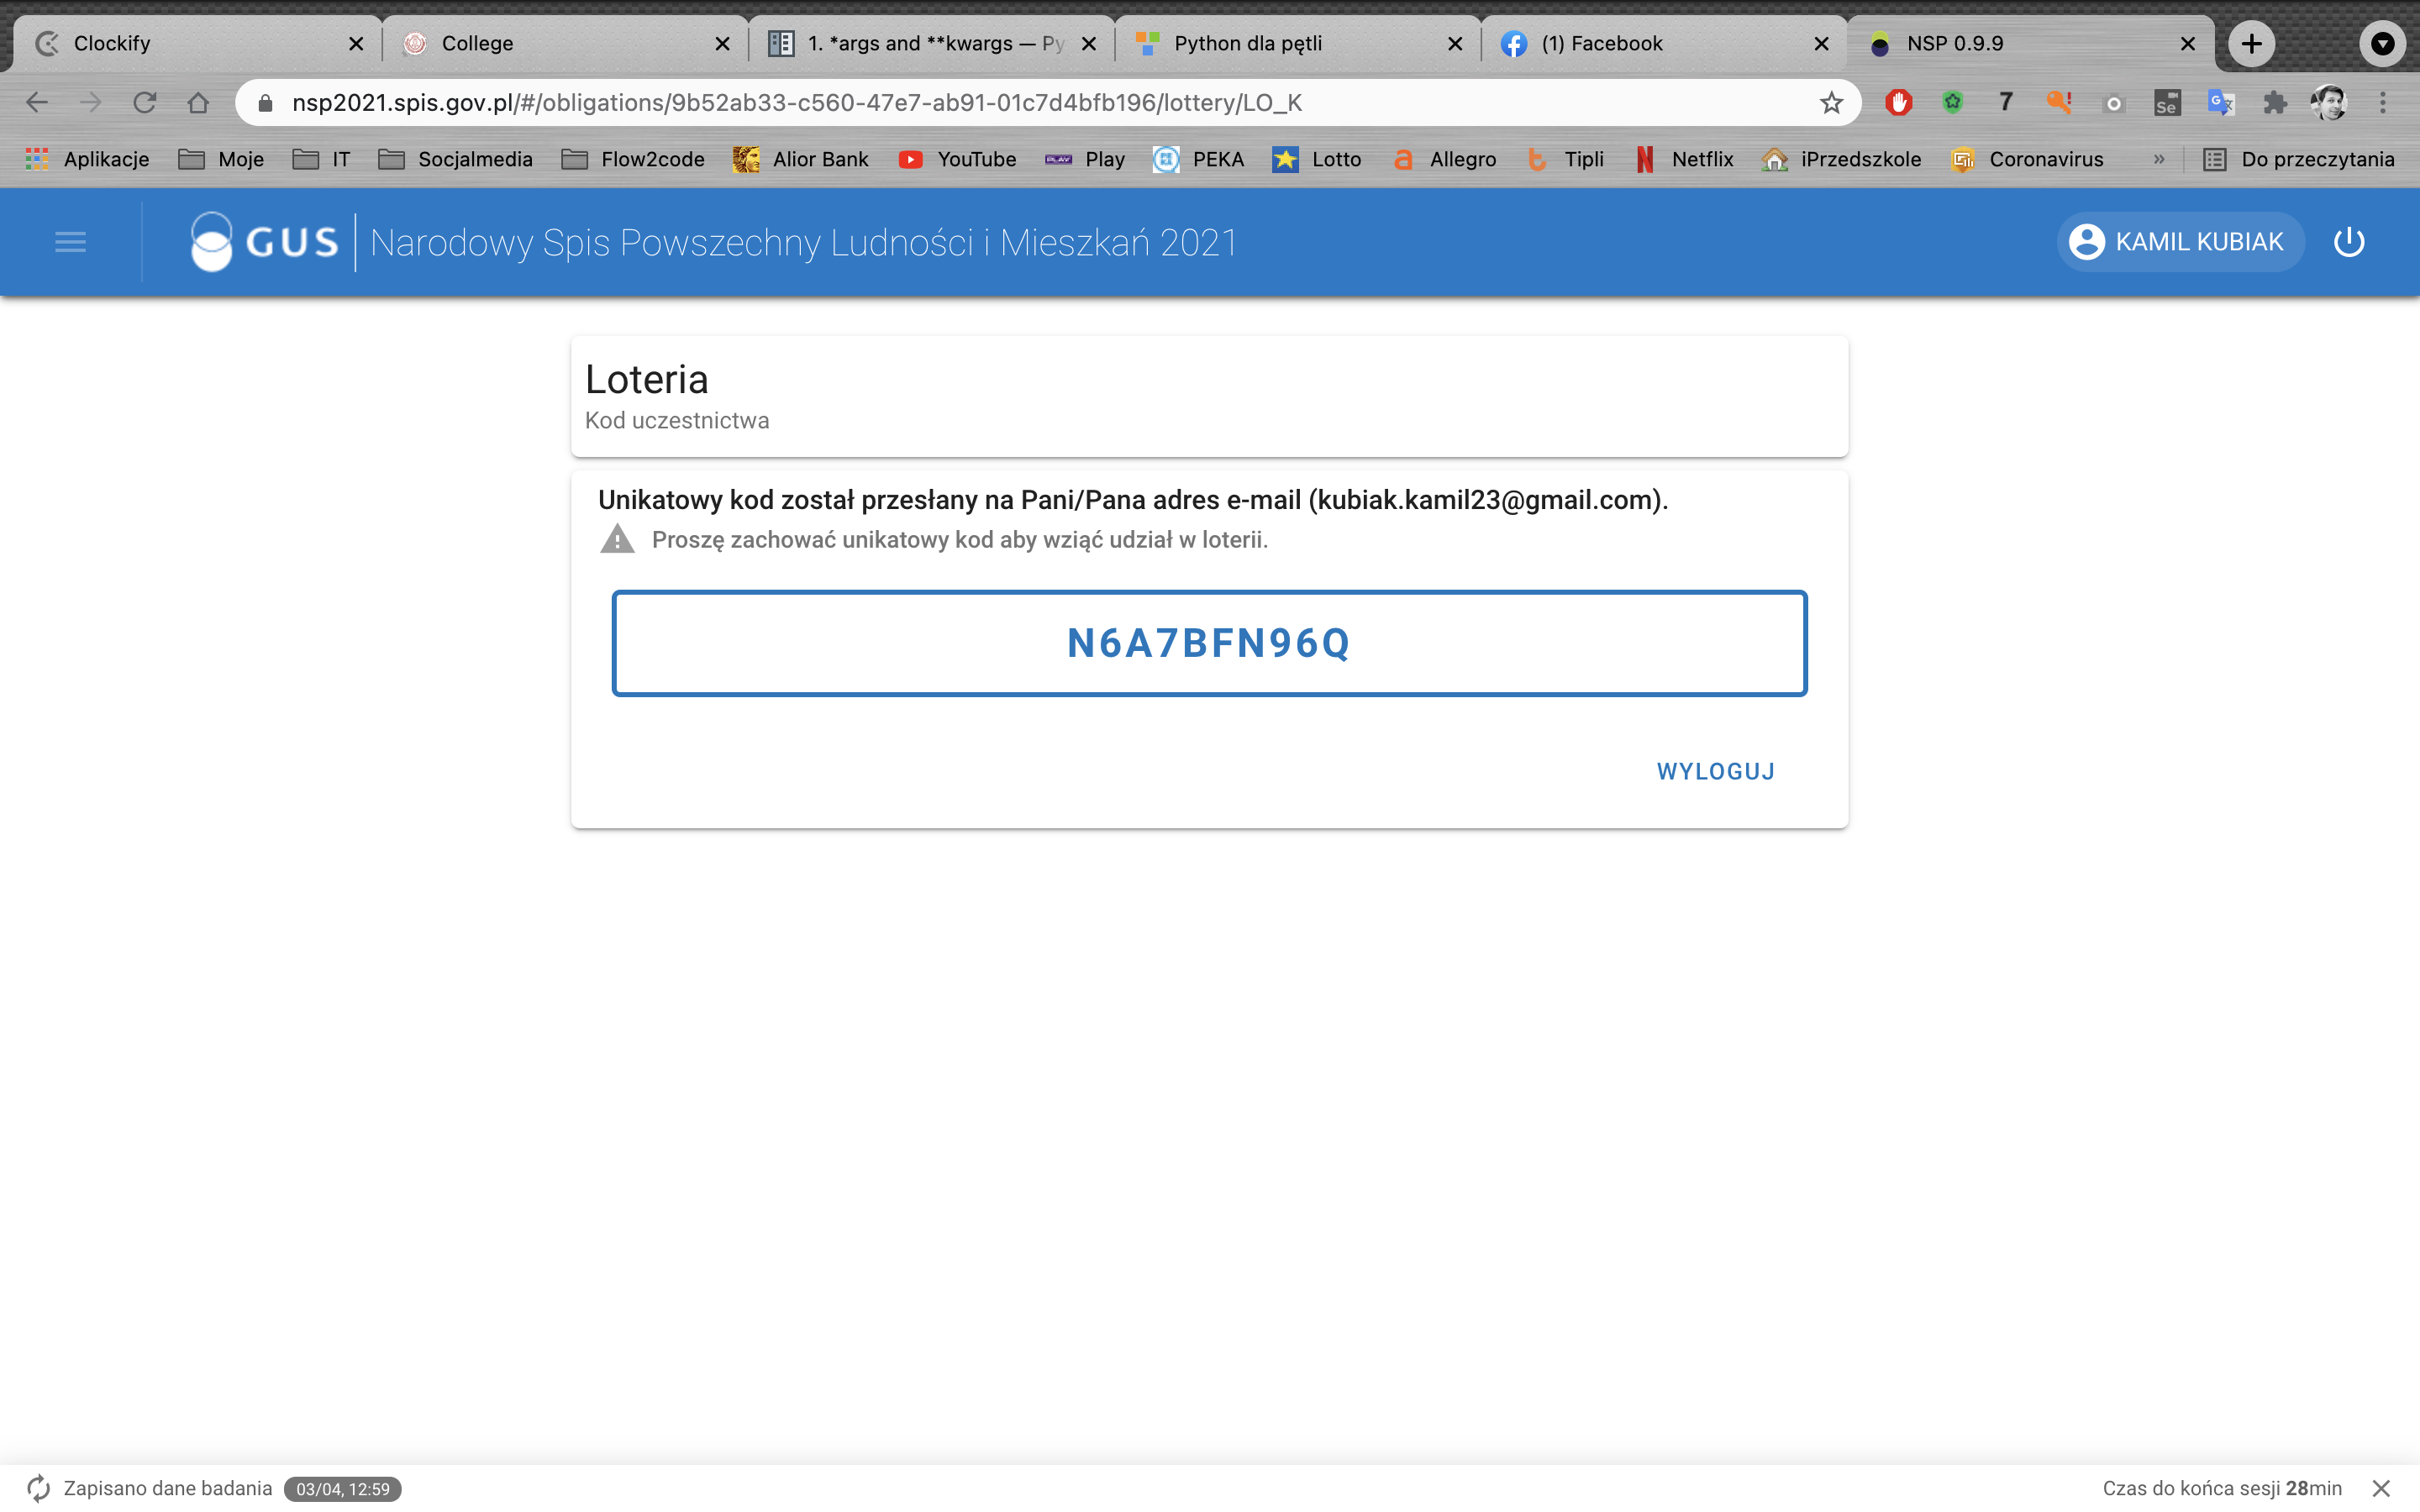 Clockify
College
1. *args and **kwargs — Py
Python dla pętli
(1) Facebook
NSP 0.9.9
nsp2021.spis.gov.pl/#/obligations/9b52ab33-c560-47e7-ab91-01c7d4bfb196/lottery/LO_K
7
Se
Aplikacje Moje IT Socjalmedia Flow2code Alior Bank YouTube PLAY Play PEKA Lotto Allegro Tipli Netflix iPrzedszkole Coronavirus » Do przeczytania
GUS Narodowy Spis Powszechny Ludności i Mieszkań 2021
KAMIL KUBIAK
Loteria
Kod uczestnictwa
Unikatowy kod został przesłany na Pani/Pana adres e-mail (kubiak.kamil23@gmail.com).
Proszę zachować unikatowy kod aby wziąć udział w loterii.
N6A7BFN96Q
WYLOGUJ
Zapisano dane badania 03/04, 12:59
Czas do końca sesji 28min